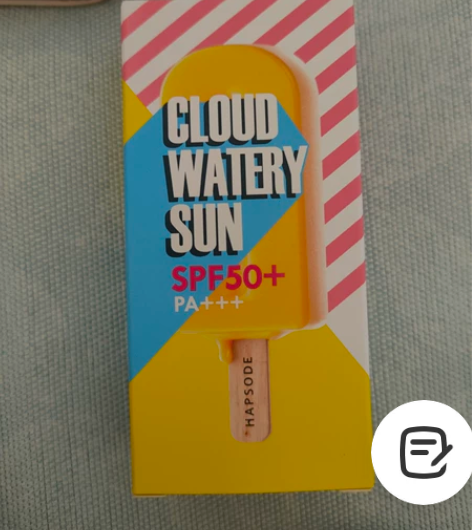 CLOUD
WATERY
SUN
SPF50+
PA+++
HAPSODE